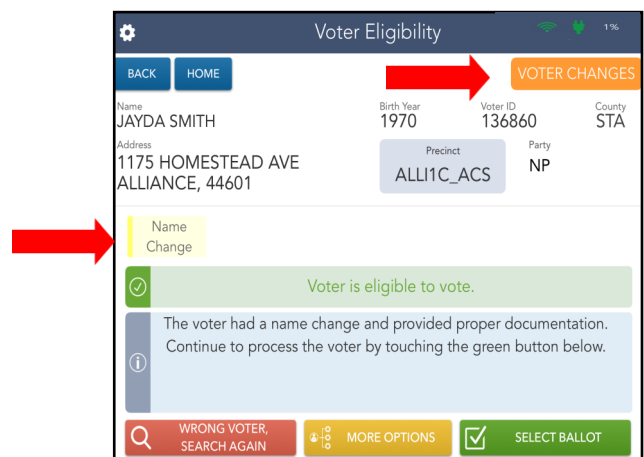 Voter Eligibility
1%
BACK
HOME
VOTER CHANGES
Name
JAYDA SMITH
Birth Year
1970
Voter ID
136860
County
STA
Address
1175 HOMESTEAD AVE
ALLIANCE, 44601
Precinct
ALLI1C_ACS
Party
NP
Name
Change
Voter is eligible to vote.
The voter had a name change and provided proper documentation.
Continue to process the voter by touching the green button below.
WRONG VOTER,
SEARCH AGAIN
MORE OPTIONS
SELECT BALLOT